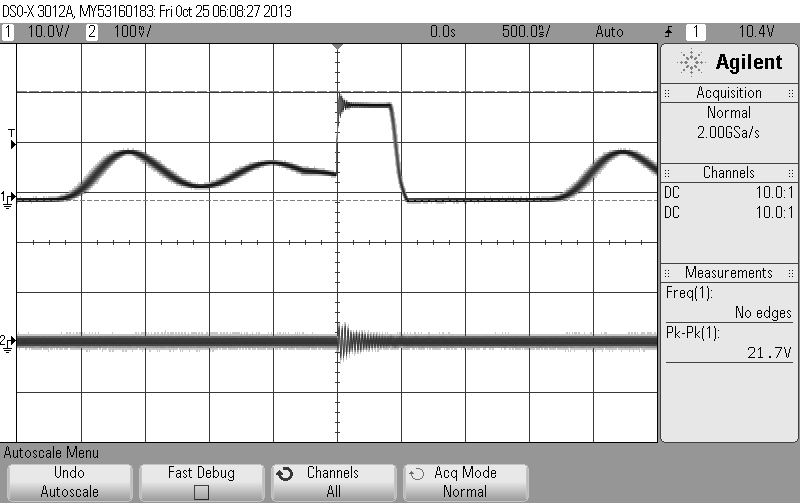 DSO-X 3012A, MY53160183: Fri Oct 25 06:08:27 2013
1 10.0V/ 2 100V/ 0.0s 500.0ns/ Auto 1 10.4V
Agilent
Acquisition
Normal
2.00GSa/s
Channels
DC 10.0:1
DC 10.0:1
Measurements
Freq(1):
No edges
Pk-Pk(1):
21.7V
T
1
2
Autoscale Menu
Undo
Autoscale
Fast Debug
Channels
All
Acq Mode
Normal